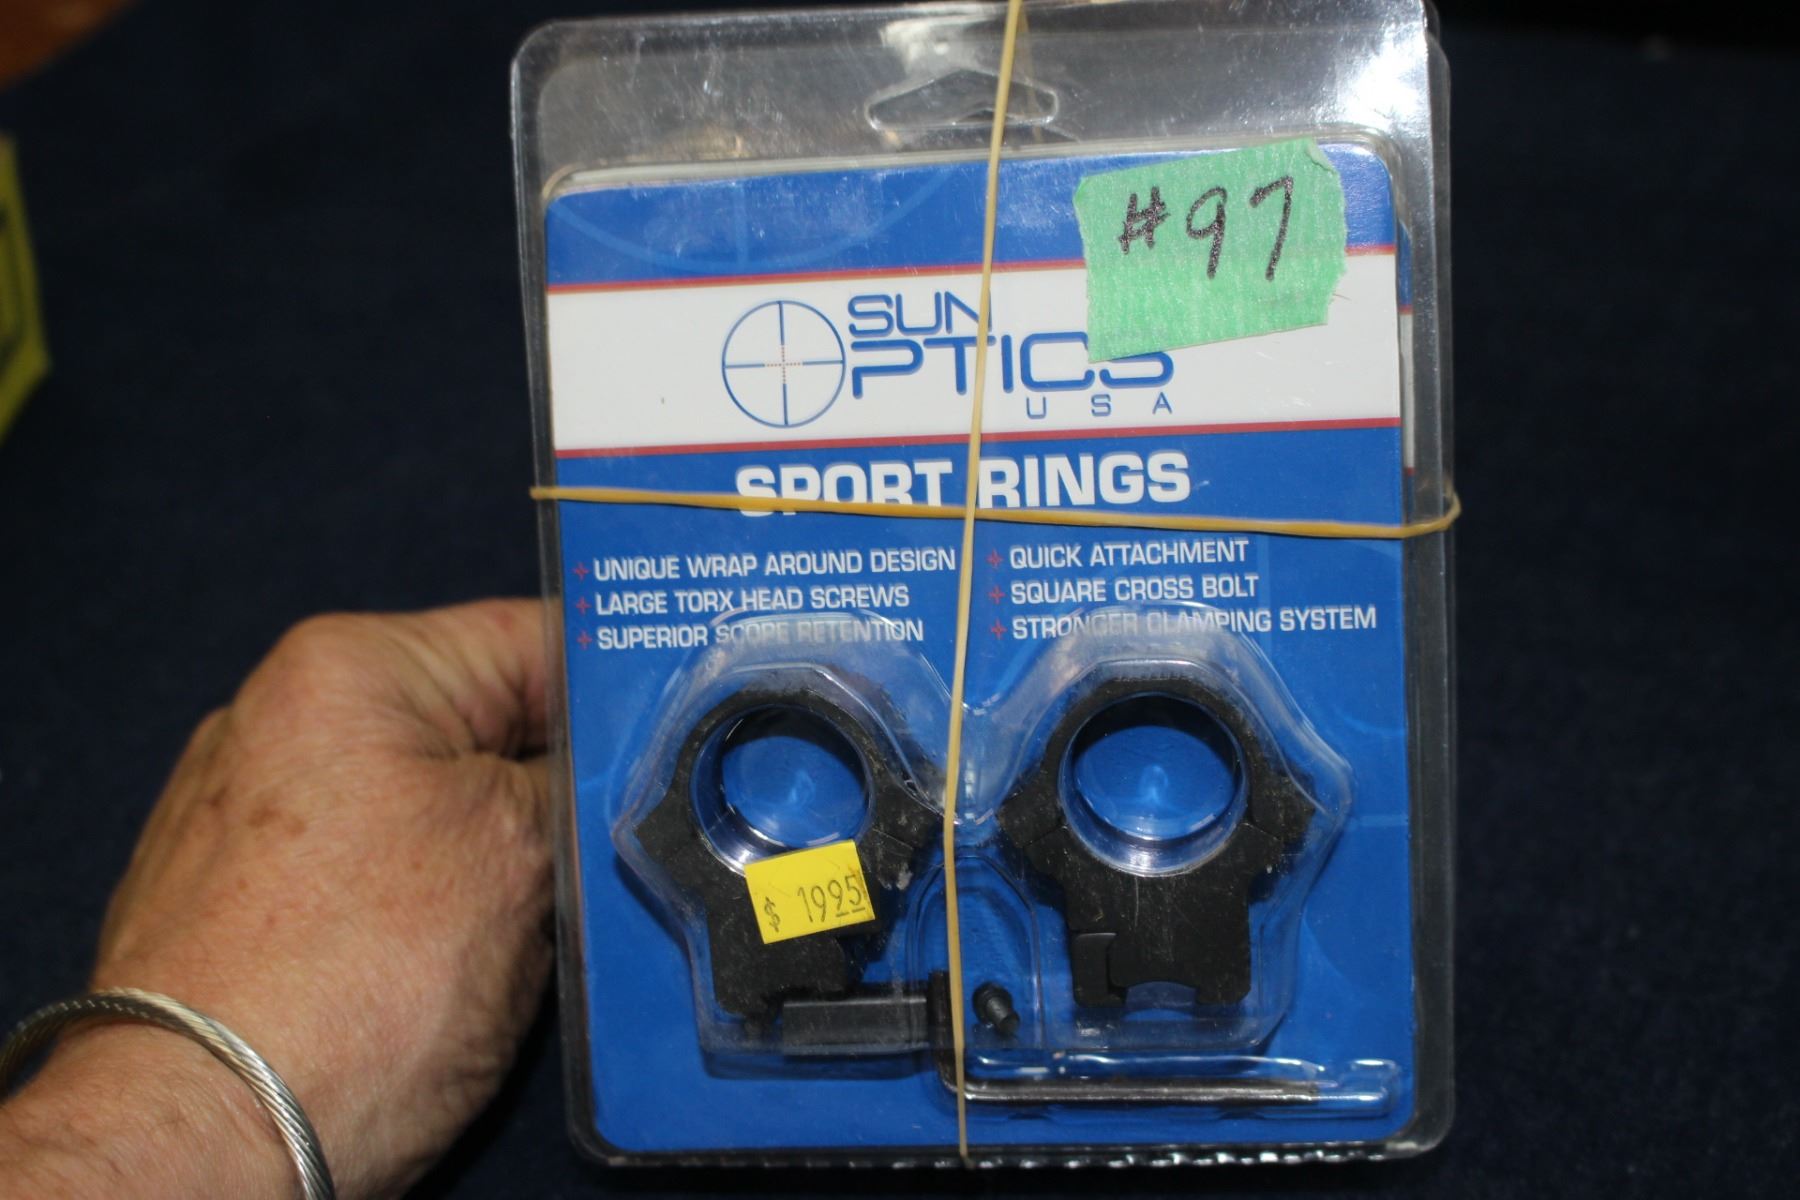 #97
SUN
OPTICS
USA
SPORT RINGS
UNIQUE WRAP AROUND DESIGN
LARGE TORX HEAD SCREWS
SUPERIOR SCOPE RETENTION
QUICK ATTACHMENT
SQUARE CROSS BOLT
STRONGER CLAMPING SYSTEM
$ 1995